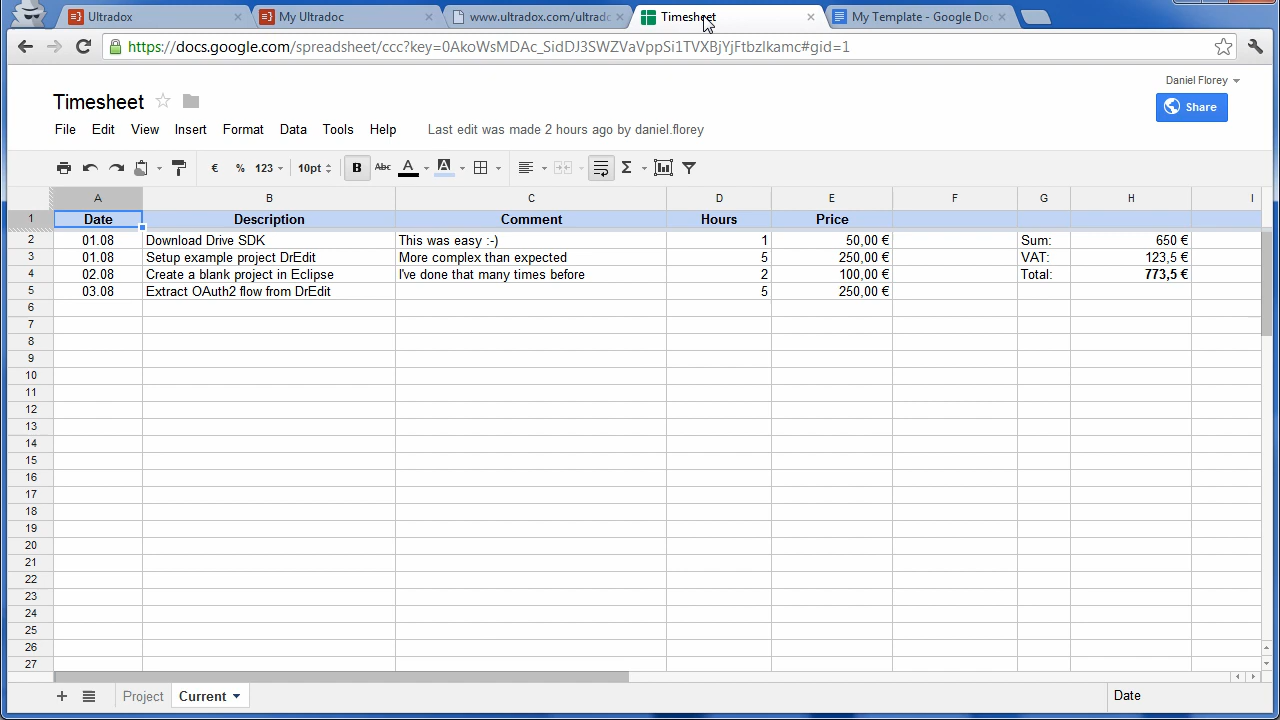 Ultradox
My Ultradoc
www.ultradox.com/ultrado
Timesheet
My Template - Google Doc
https://docs.google.com/spreadsheet/ccc?key=0AkoWsMDAc_SidDJ3SWZVaVppSi1TVXBjYjFtbzlkamc#gid=1
Daniel Florey
Timesheet
Share
File Edit View Insert Format Data Tools Help Last edit was made 2 hours ago by daniel.florey
€ % 123 10pt B Abc A A Σ
A B C D E F G H I
1 Date Description Comment Hours Price
2 01.08 Download Drive SDK This was easy :-) 1 50,00 € Sum: 650 €
3 01.08 Setup example project DrEdit More complex than expected 5 250,00 € VAT: 123,5 €
4 02.08 Create a blank project in Eclipse I've done that many times before 2 100,00 € Total: 773,5 €
5 03.08 Extract OAuth2 flow from DrEdit 5 250,00 €
6
7
8
9
10
11
12
13
14
15
16
17
18
19
20
21
22
23
24
25
26
27
+ Project Current Date